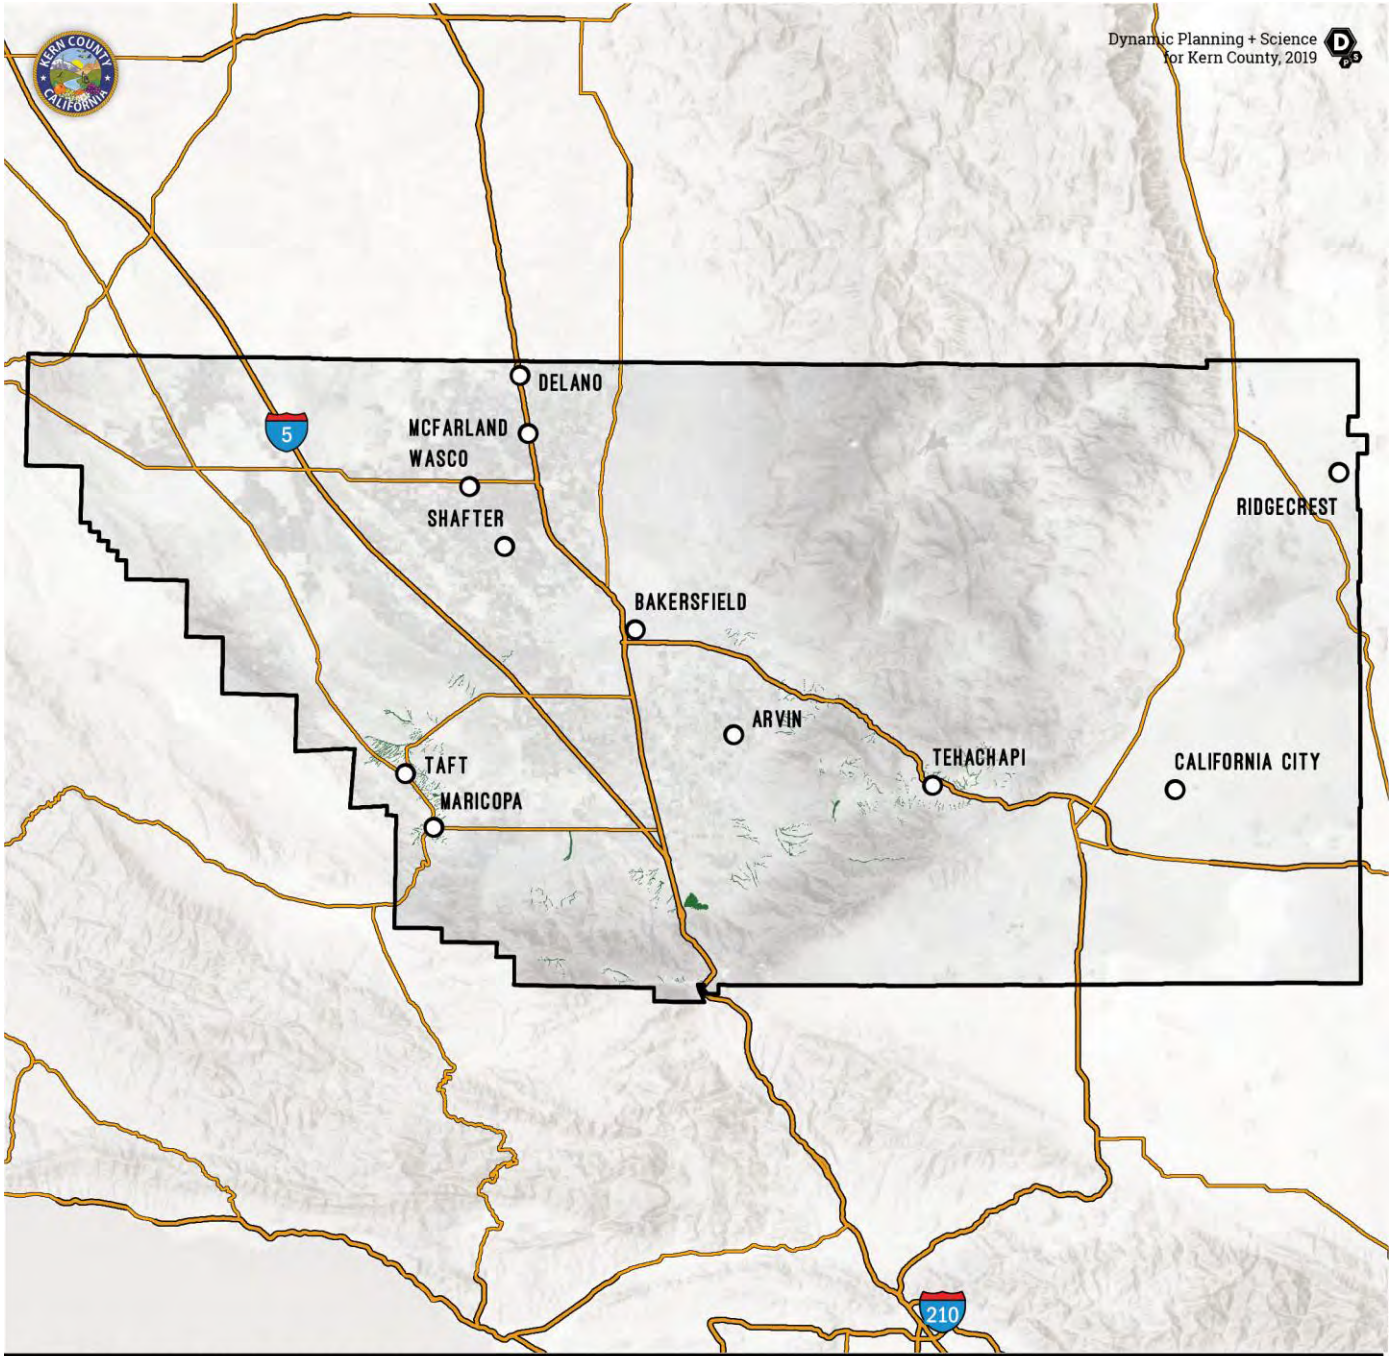 KERN COUNTY
CALIFORNIA
Dynamic Planning + Science
for Kern County, 2019
D
P
S
DELANO
5
MCFARLAND
WASCO
RIDGECREST
SHAFTER
BAKERSFIELD
ARVIN
TEHACHAPI
TAFT
CALIFORNIA CITY
MARICOPA
210